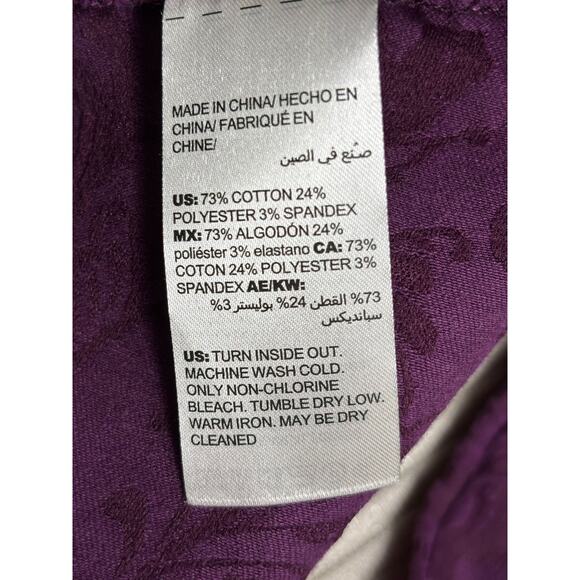 MADE IN CHINA/ HECHO EN
CHINA/ FABRIQUÉ EN
CHINE/
صنع في الصين
US: 73% COTTON 24%
POLYESTER 3% SPANDEX
MX: 73% ALGODÓN 24%
poliéster 3% elastano CA: 73%
COTON 24% POLYESTER 3%
SPANDEX AE/KW:
73% القطن 24% بوليستر 3%
سبانديكس
US: TURN INSIDE OUT.
MACHINE WASH COLD.
ONLY NON-CHLORINE
BLEACH. TUMBLE DRY LOW.
WARM IRON. MAY BE DRY
CLEANED